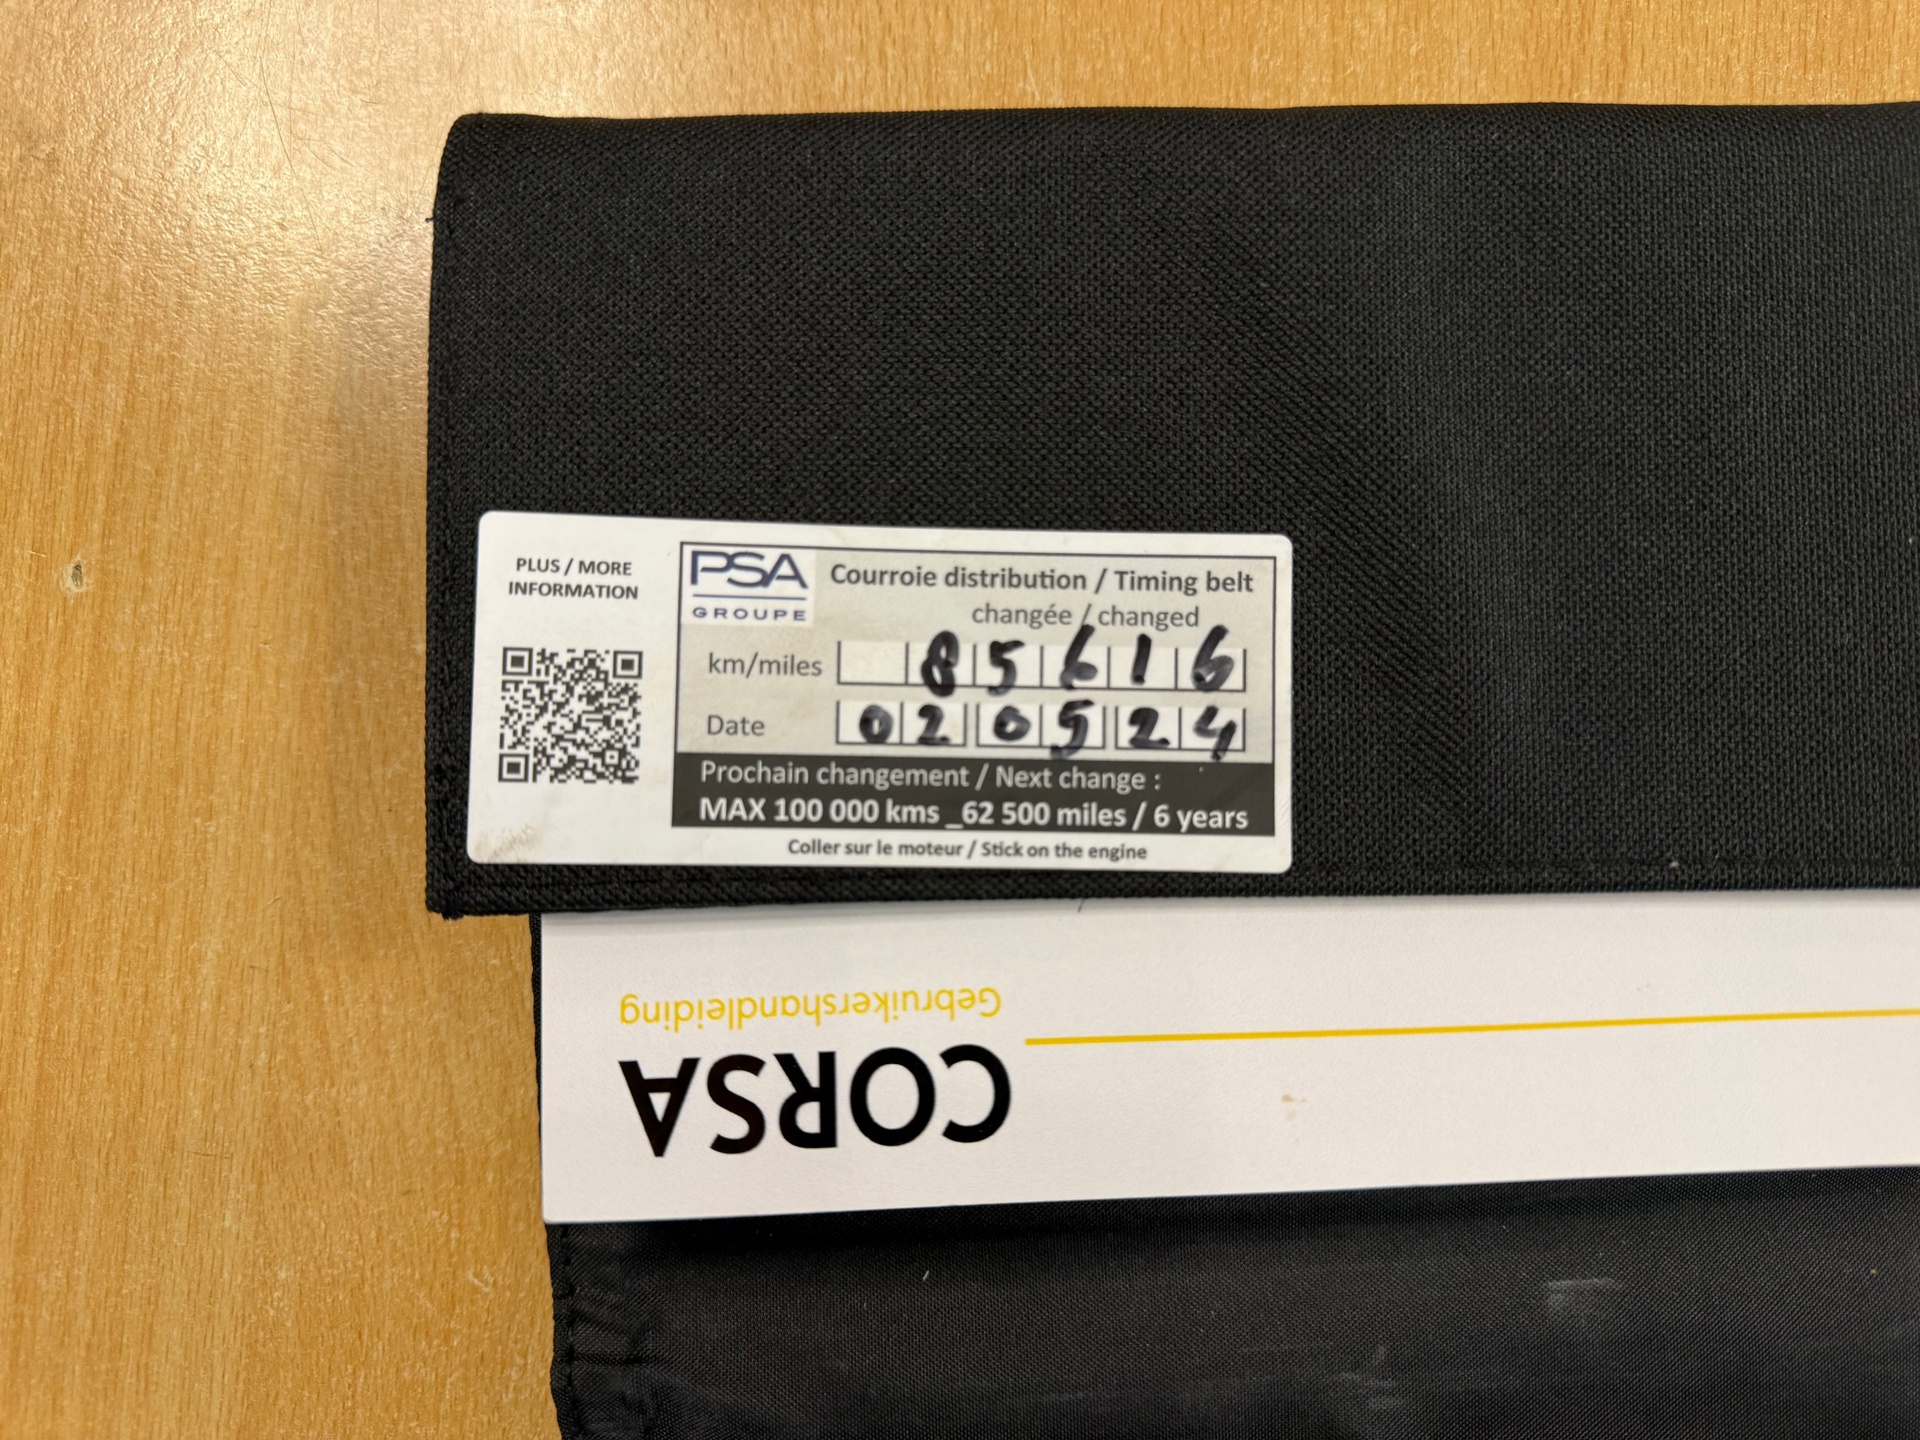 PLUS / MORE
INFORMATION
PSA
GROUPE
Courroie distribution / Timing belt
changée / changed
km/miles 85616
Date 020524
Prochain changement / Next change :
MAX 100 000 kms _62 500 miles / 6 years
Coller sur le moteur / Stick on the engine
CORSA
Gebruikershandleiding